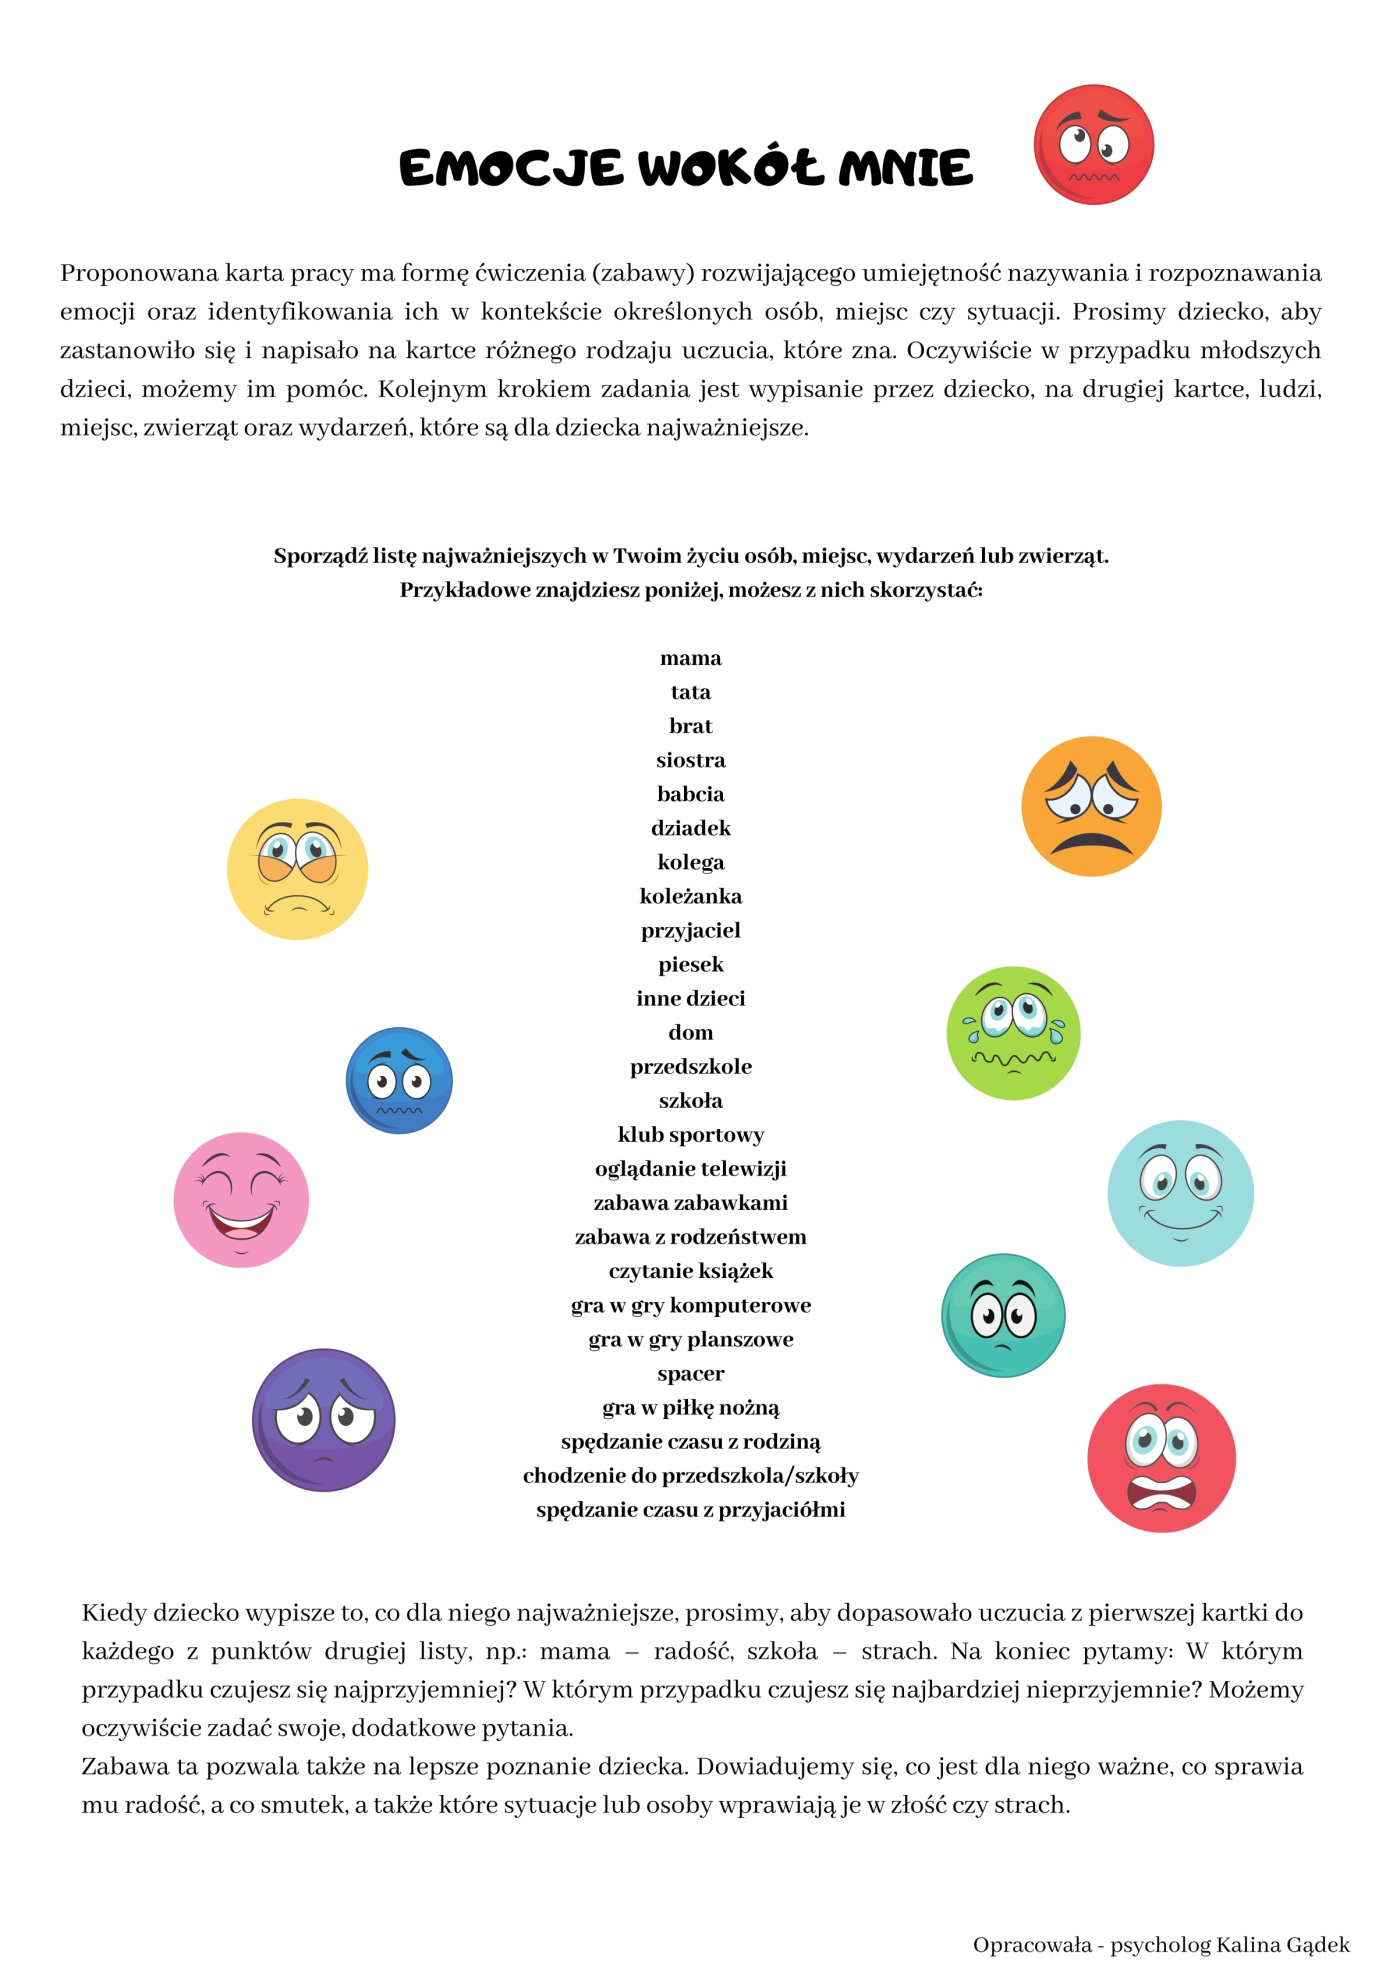 EMOCJE WOKÓŁ MNIE
Proponowana karta pracy ma formę ćwiczenia (zabawy) rozwijającego umiejętność nazywania i rozpoznawania
emocji oraz identyfikowania ich w kontekście określonych osób, miejsc czy sytuacji. Prosimy dziecko, aby
zastanowiło się i napisało na kartce różnego rodzaju uczucia, które zna. Oczywiście w przypadku młodszych
dzieci, możemy im pomóc. Kolejnym krokiem zadania jest wypisanie przez dziecko, na drugiej kartce, ludzi,
miejsc, zwierząt oraz wydarzeń, które są dla dziecka najważniejsze.
Sporządź listę najważniejszych w Twoim życiu osób, miejsc, wydarzeń lub zwierząt.
Przykładowe znajdziesz poniżej, możesz z nich skorzystać:
mama
tata
brat
siostra
babcia
dziadek
kolega
koleżanka
przyjaciel
piesek
inne dzieci
dom
przedszkole
szkoła
klub sportowy
oglądanie telewizji
zabawa zabawkami
zabawa z rodzeństwem
czytanie książek
gra w gry komputerowe
gra w gry planszowe
spacer
gra w piłkę nożną
spędzanie czasu z rodziną
chodzenie do przedszkola/szkoły
spędzanie czasu z przyjaciółmi
Kiedy dziecko wypisze to, co dla niego najważniejsze, prosimy, aby dopasowało uczucia z pierwszej kartki do
każdego z punktów drugiej listy, np.: mama – radość, szkoła – strach. Na koniec pytamy: W którym
przypadku czujesz się najprzyjemniej? W którym przypadku czujesz się najbardziej nieprzyjemnie? Możemy
oczywiście zadać swoje, dodatkowe pytania.
Zabawa ta pozwala także na lepsze poznanie dziecka. Dowiadujemy się, co jest dla niego ważne, co sprawia
mu radość, a co smutek, a także które sytuacje lub osoby wprawiają je w złość czy strach.
Opracowała - psycholog Kalina Gądek